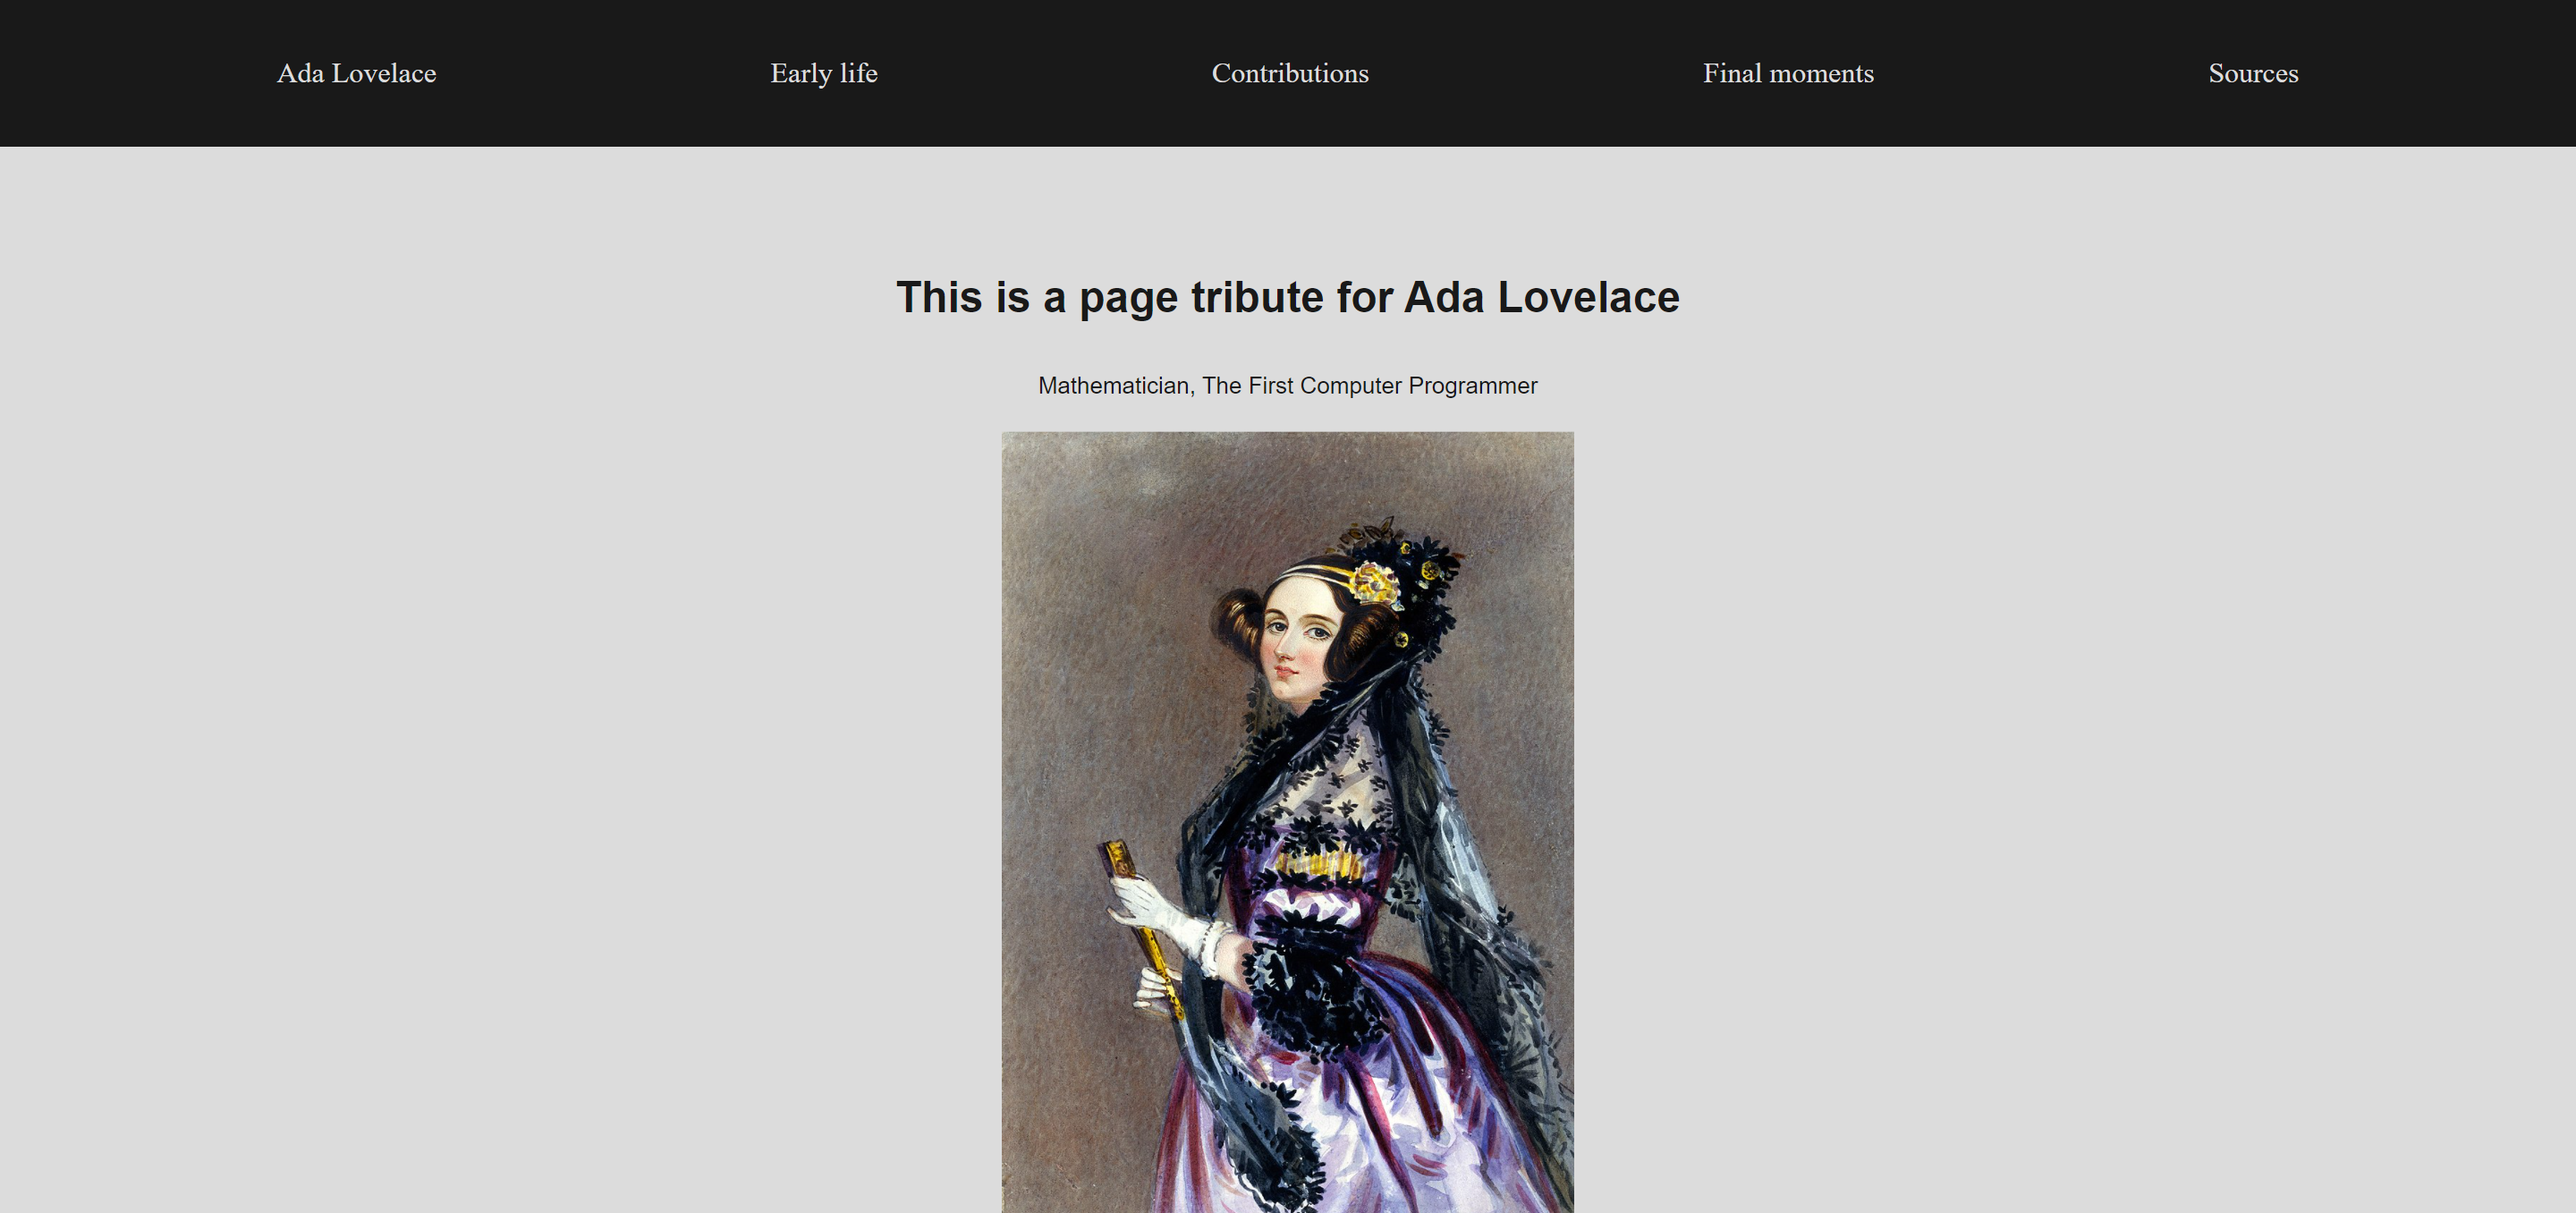 Ada Lovelace Early life Contributions Final moments Sources
This is a page tribute for Ada Lovelace
Mathematician, The First Computer Programmer